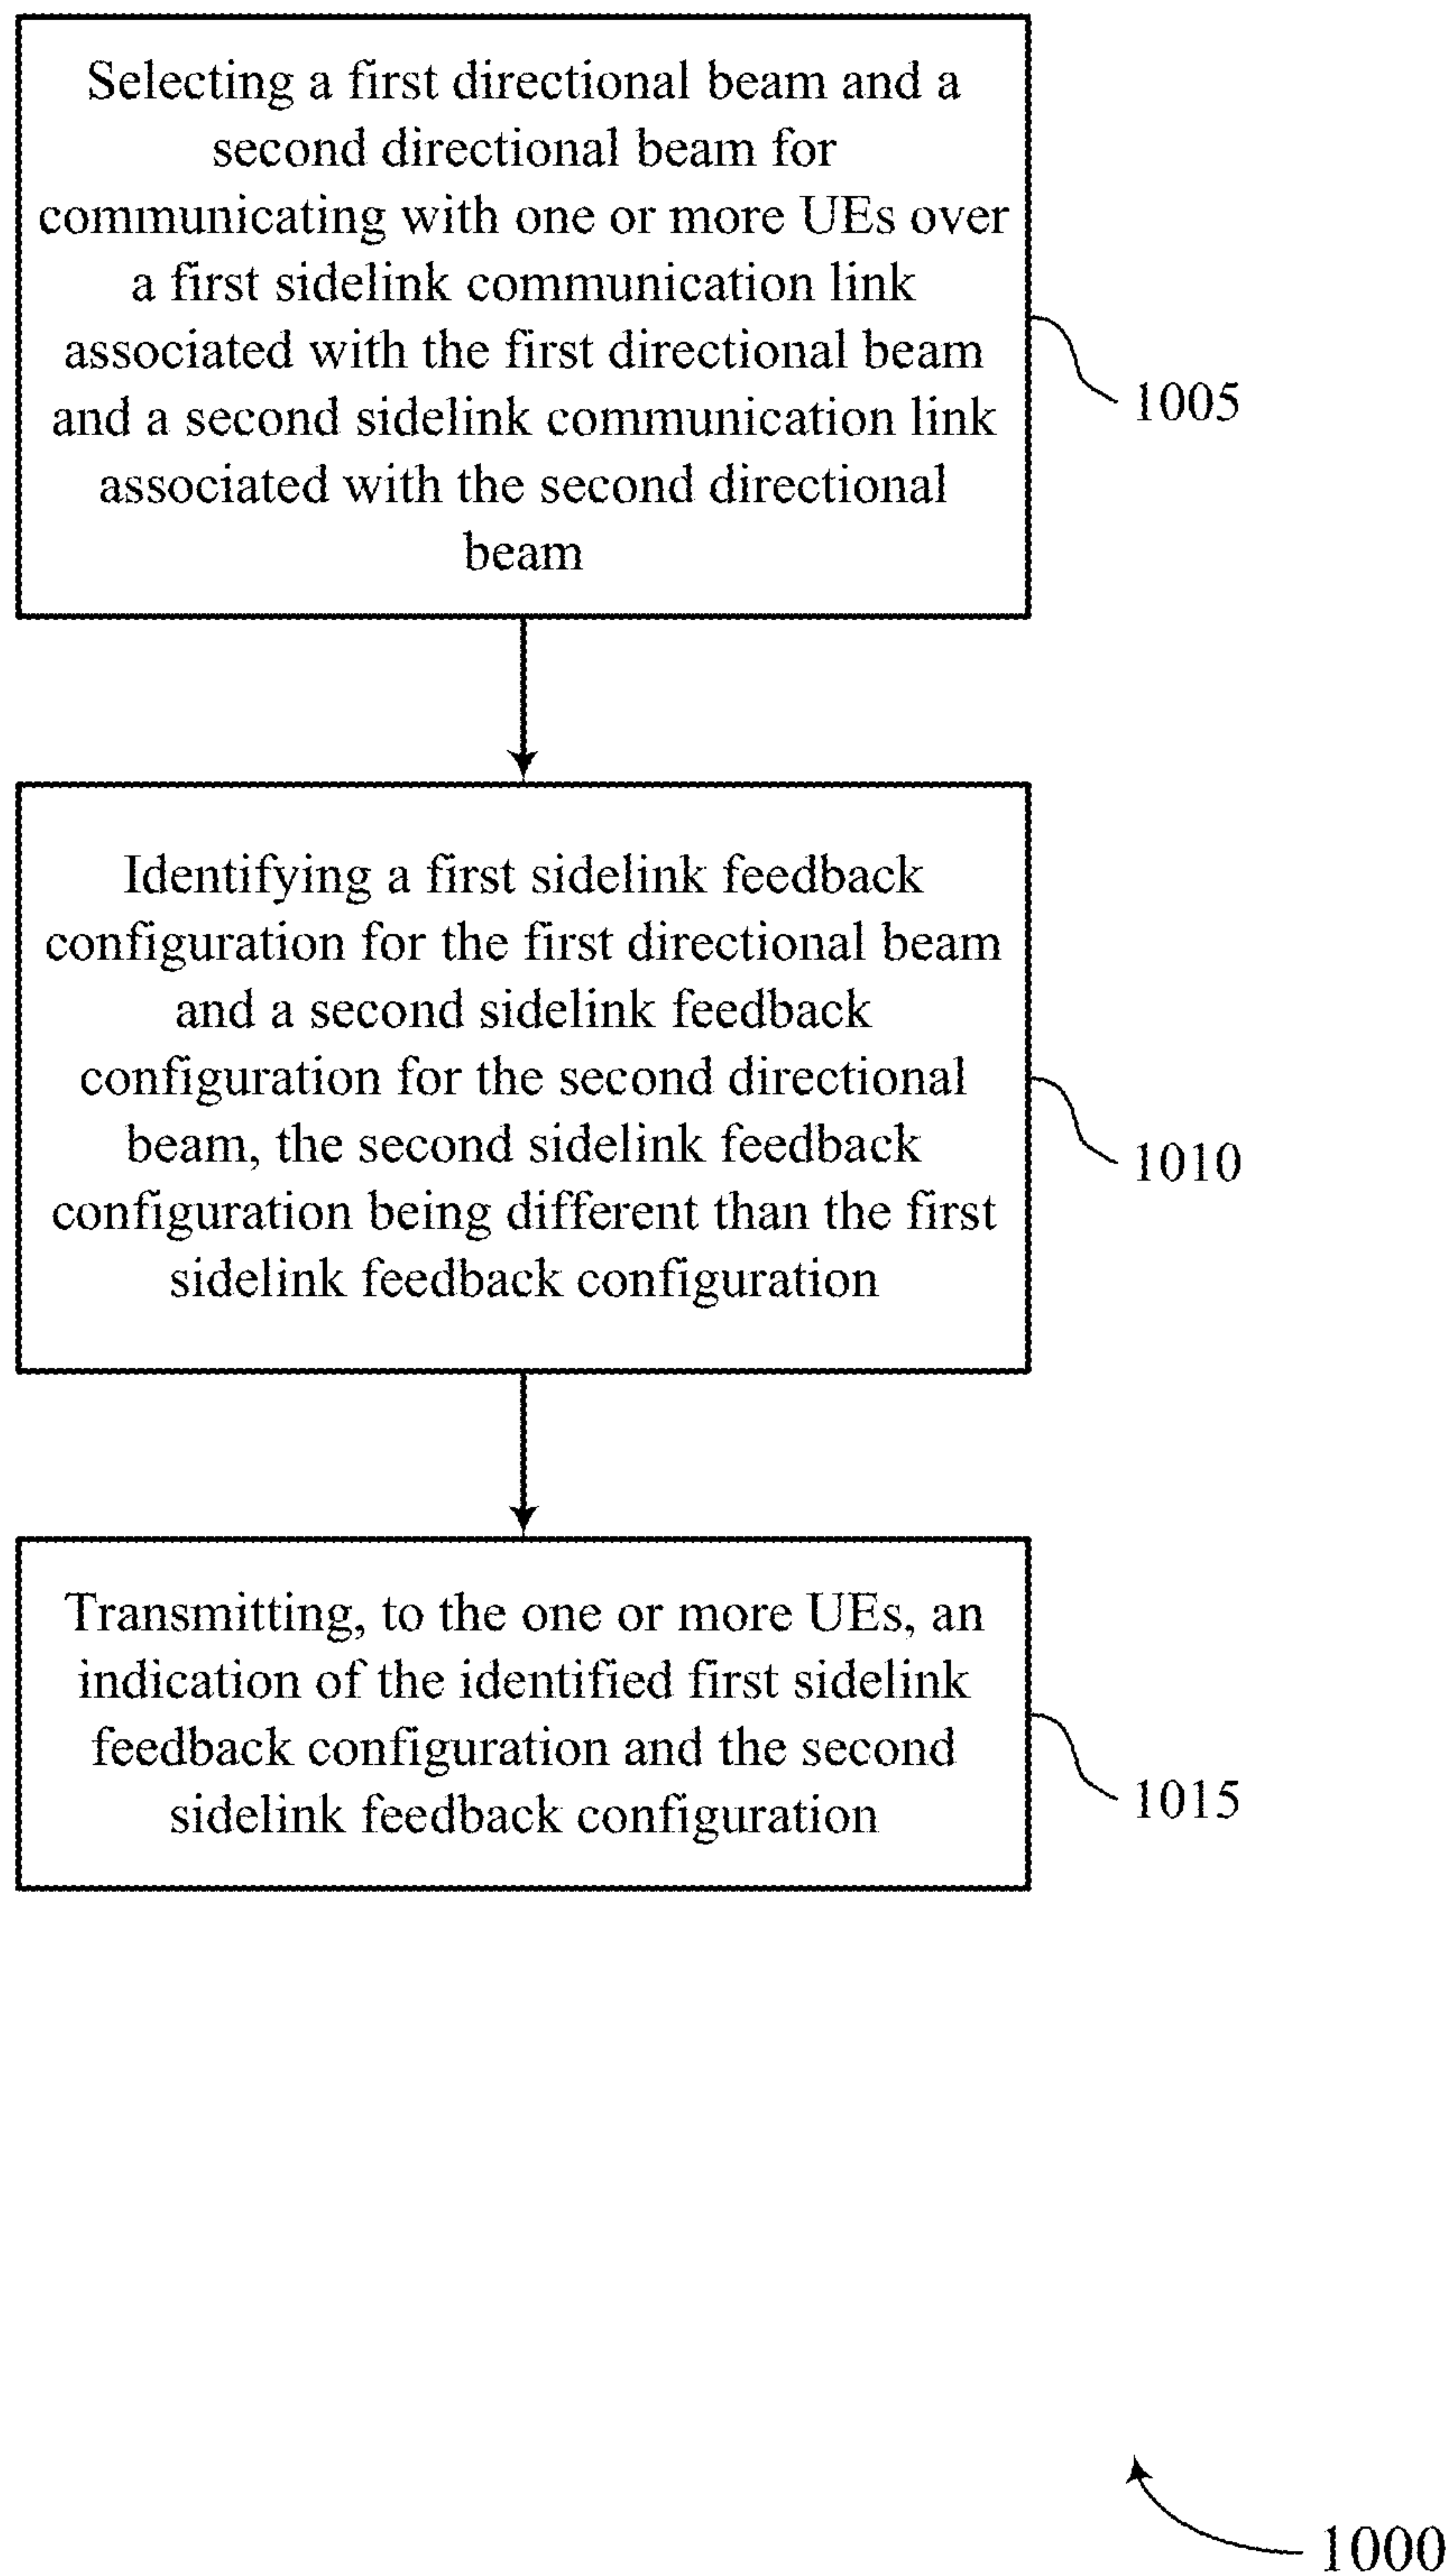 Selecting a first directional beam and a
second directional beam for
communicating with one or more UEs over
a first sidelink communication link
associated with the first directional beam
and a second sidelink communication link
associated with the second directional
beam
1005
Identifying a first sidelink feedback
configuration for the first directional beam
and a second sidelink feedback
configuration for the second directional
beam, the second sidelink feedback
configuration being different than the first
sidelink feedback configuration
1010
Transmitting, to the one or more UEs, an
indication of the identified first sidelink
feedback configuration and the second
sidelink feedback configuration
1015
1000